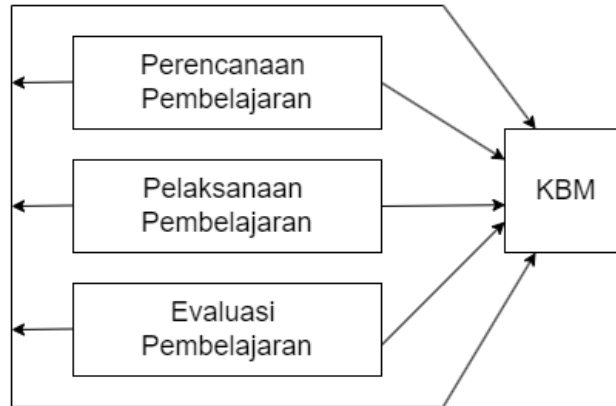 Perencanaan
Pembelajaran
Pelaksanaan
Pembelajaran
KBM
Evaluasi
Pembelajaran